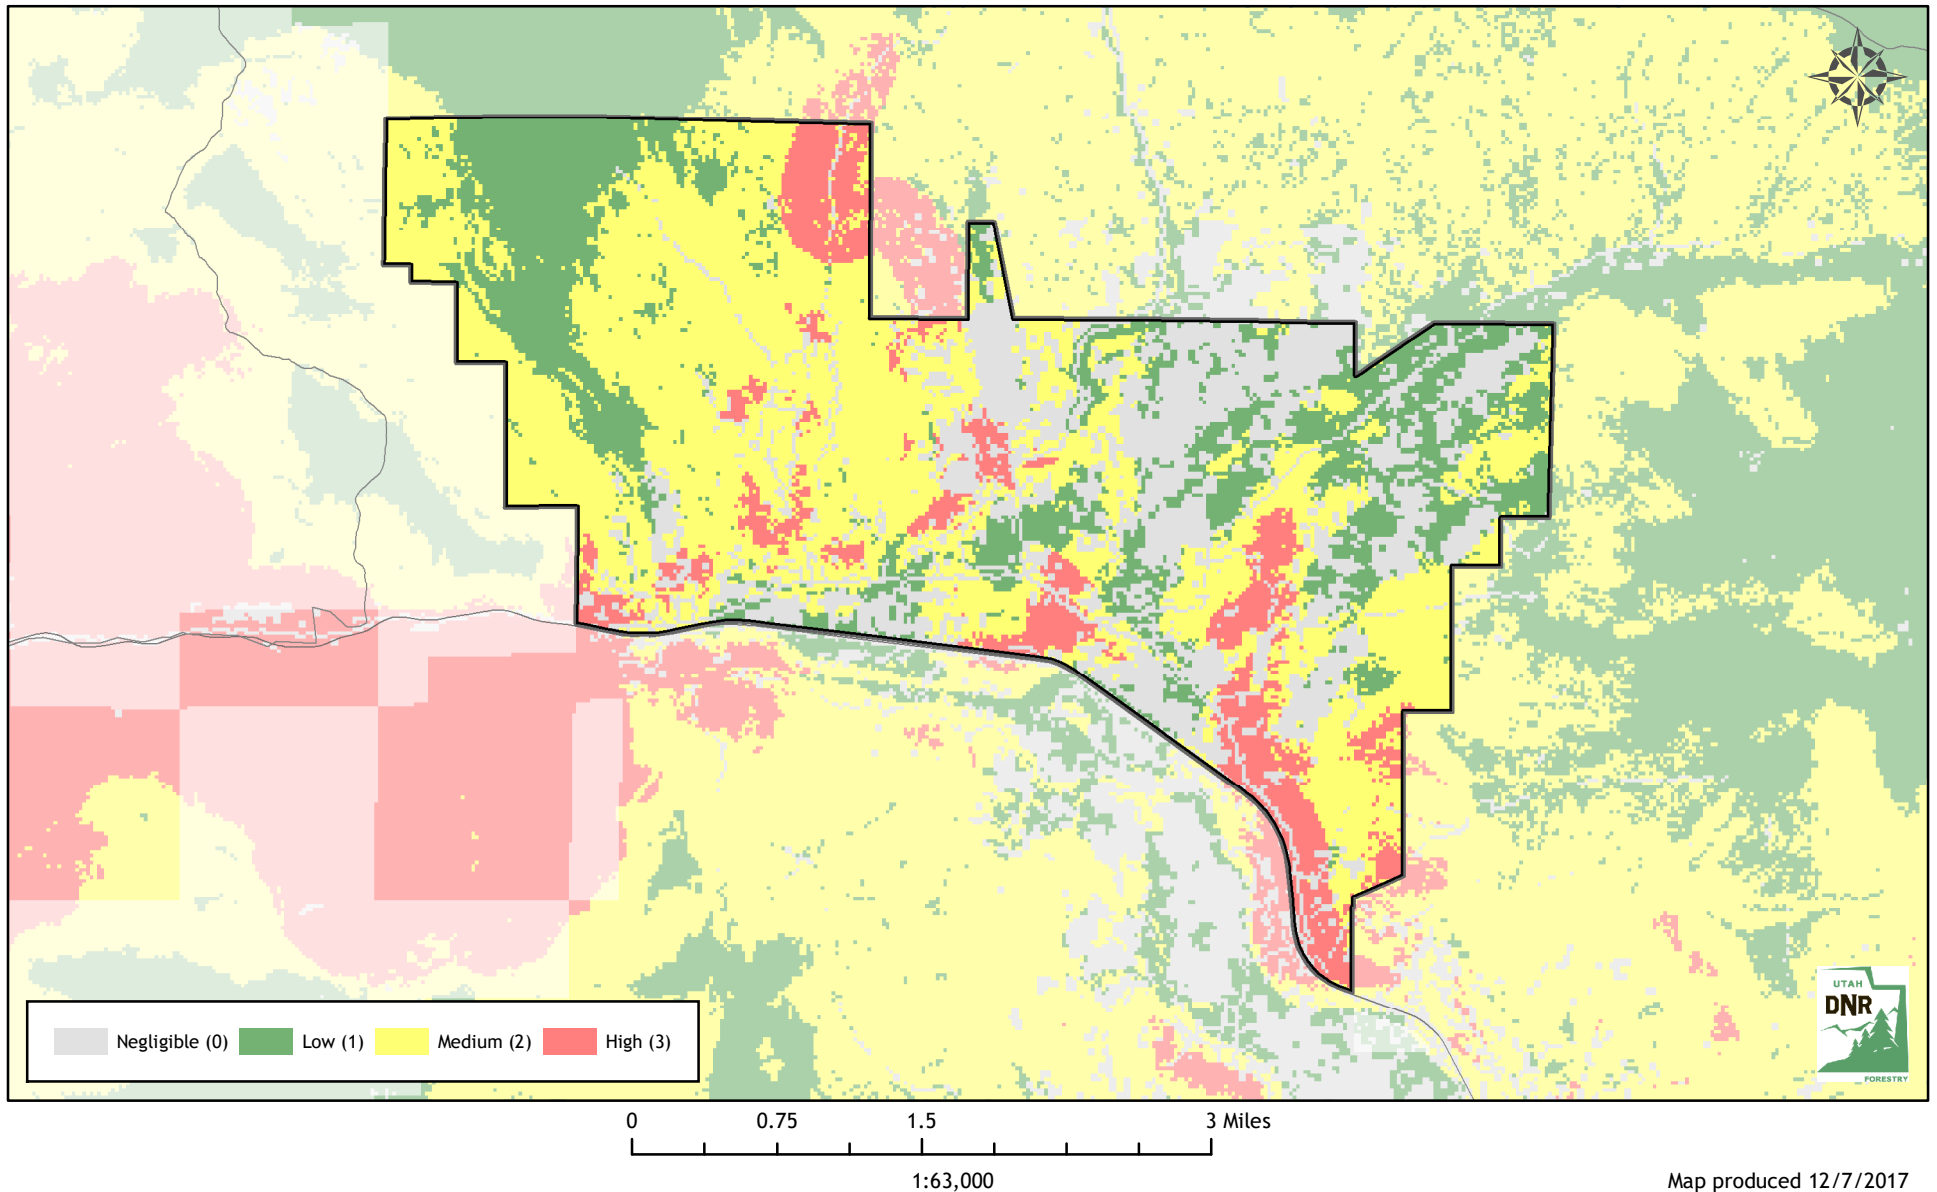 UTAH
DNR
FORESTRY
Negligible (0) Low (1) Medium (2) High (3)
0 0.75 1.5 3 Miles
1:63,000
Map produced 12/7/2017